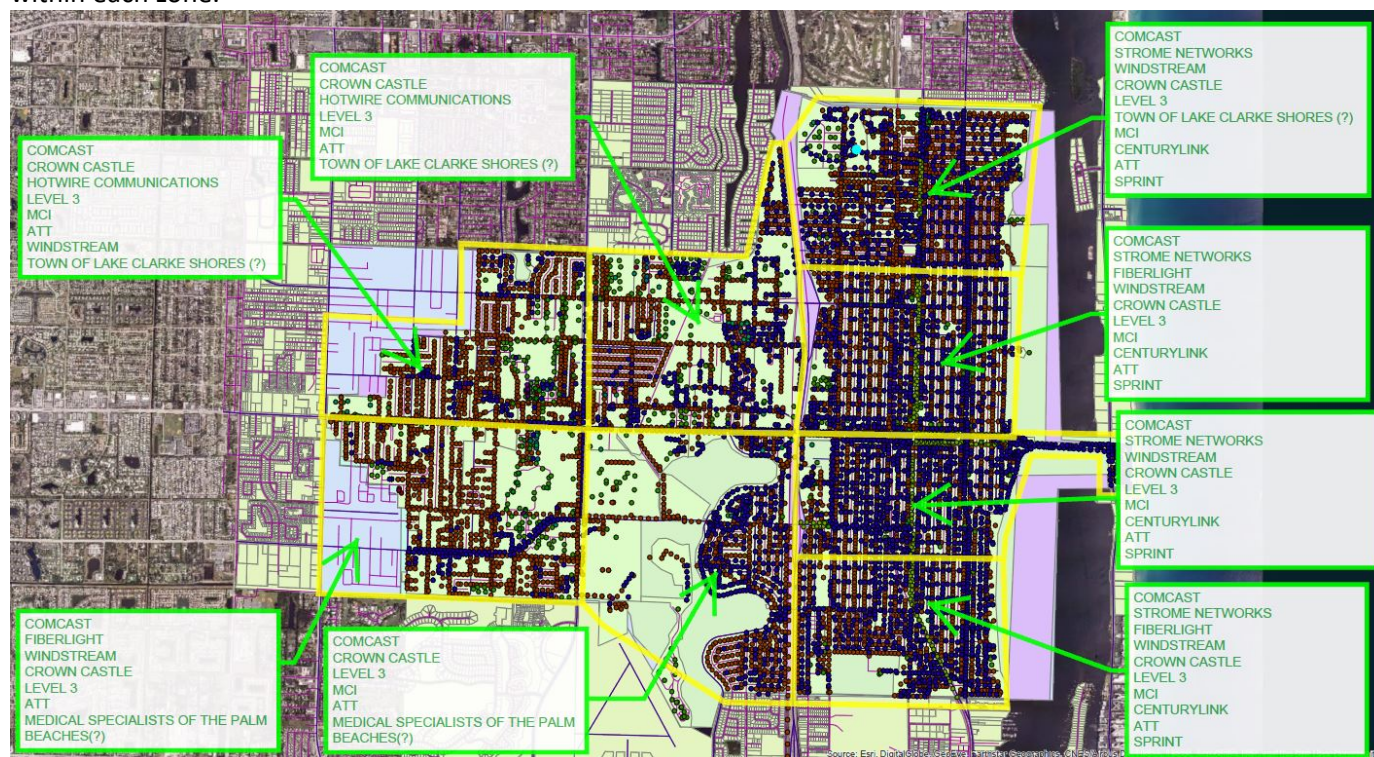 within each zone.
COMCAST
CROWN CASTLE
HOTWIRE COMMUNICATIONS
LEVEL 3
MCI
ATT
TOWN OF LAKE CLARKE SHORES (?)
COMCAST
STROME NETWORKS
WINDSTREAM
CROWN CASTLE
LEVEL 3
TOWN OF LAKE CLARKE SHORES (?)
MCI
CENTURYLINK
ATT
SPRINT
COMCAST
CROWN CASTLE
HOTWIRE COMMUNICATIONS
LEVEL 3
MCI
ATT
WINDSTREAM
TOWN OF LAKE CLARKE SHORES (?)
COMCAST
STROME NETWORKS
FIBERLIGHT
WINDSTREAM
CROWN CASTLE
LEVEL 3
MCI
CENTURYLINK
ATT
SPRINT
COMCAST
STROME NETWORKS
WINDSTREAM
CROWN CASTLE
LEVEL 3
MCI
CENTURYLINK
ATT
SPRINT
COMCAST
FIBERLIGHT
WINDSTREAM
CROWN CASTLE
LEVEL 3
ATT
MEDICAL SPECIALISTS OF THE PALM
BEACHES(?)
COMCAST
CROWN CASTLE
LEVEL 3
MCI
ATT
MEDICAL SPECIALISTS OF THE PALM
BEACHES(?)
COMCAST
STROME NETWORKS
FIBERLIGHT
WINDSTREAM
CROWN CASTLE
LEVEL 3
MCI
CENTURYLINK
ATT
SPRINT
Source: Esri, DigitalGlobe, GeoEye, Earthstar Geographics,